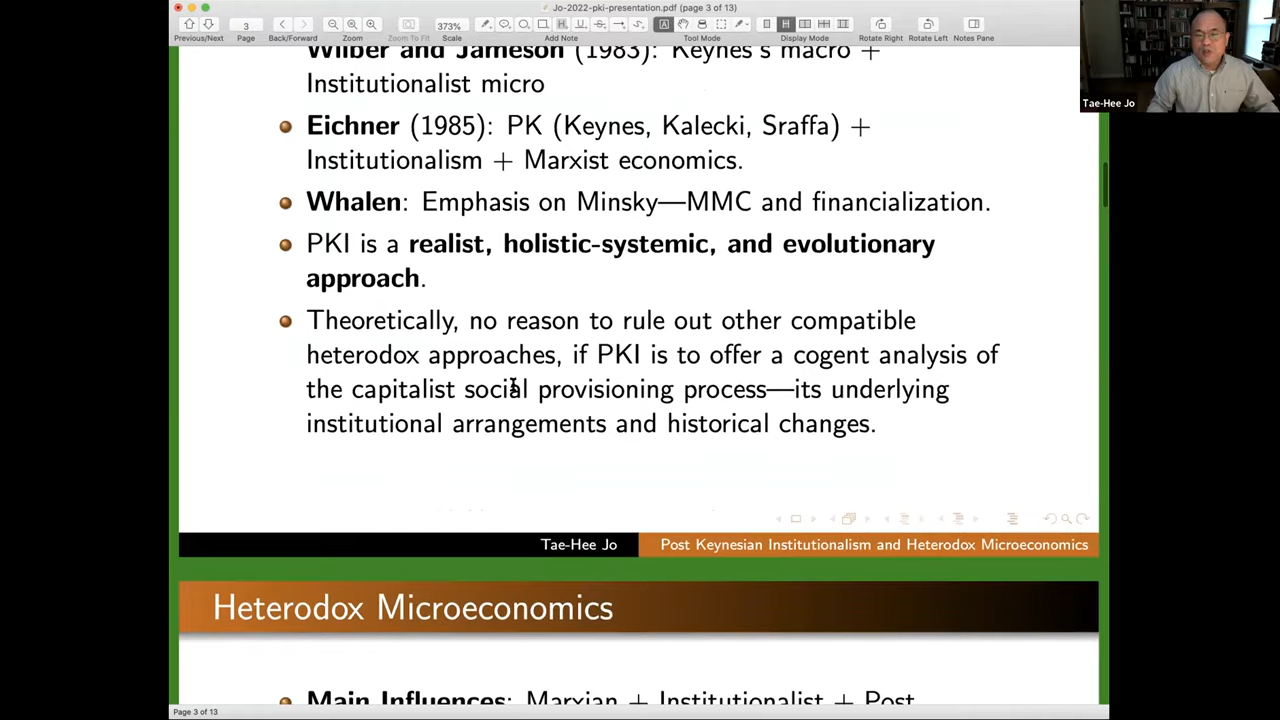 Jo-2022-pki-presentation.pdf (page 3 of 13)
3
373%
Previous/Next
Page
Back/Forward
Zoom
Zoom To Fit
Scale
Add Note
Tool Mode
Display Mode
Rotate Right
Rotate Left
Notes Pane
Tae-Hee Jo
Wilber and Jameson (1983): Keynes's macro +
Institutionalist micro
Eichner (1985): PK (Keynes, Kalecki, Sraffa) +
Institutionalism + Marxist economics.
Whalen: Emphasis on Minsky—MMC and financialization.
PKI is a realist, holistic-systemic, and evolutionary
approach.
Theoretically, no reason to rule out other compatible
heterodox approaches, if PKI is to offer a cogent analysis of
the capitalist social provisioning process—its underlying
institutional arrangements and historical changes.
Tae-Hee Jo
Post Keynesian Institutionalism and Heterodox Microeconomics
Heterodox Microeconomics
Main Influences: Marxian + Institutionalist + Post
Page 3 of 13